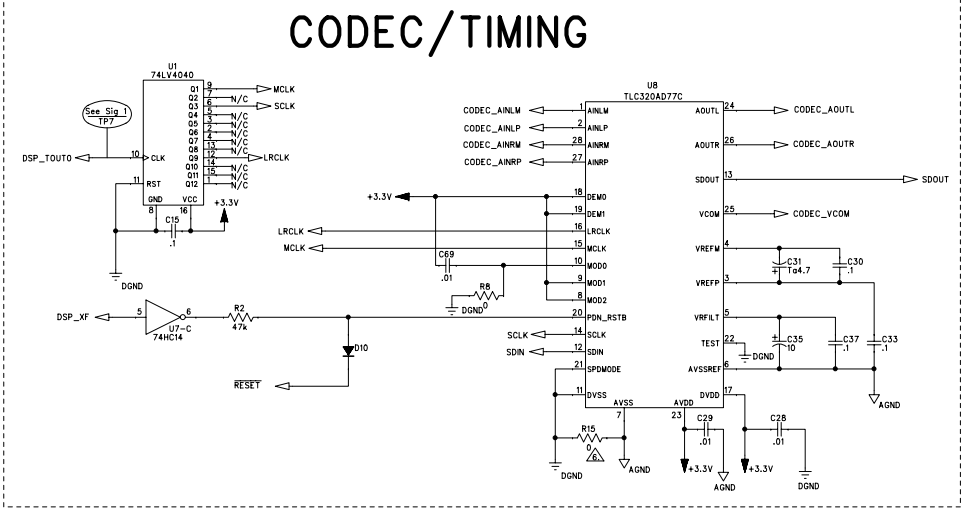 CODEC/TIMING
U1
74LV4040
See Sig 1
TP7
DSP_TOUT0
10 CLK
11 RST
GND
8
VCC
16
Q1 9 MCLK
Q2 7 N/C
Q3 6 SCLK
Q4 5 N/C
Q5 3 N/C
Q6 2 N/C
Q7 4 N/C
Q8 13 N/C
Q9 12 LRCLK
Q10 14 N/C
Q11 15 N/C
Q12 1 N/C
+3.3V
C15
.1
DGND
DSP_XF
5
6
U7-C
74HC14
R2
47k
D10
RESET
U8
TLC320AD77C
CODEC_AINLM 1 AINLM
CODEC_AINLP 2 AINLP
CODEC_AINRM 28 AINRM
CODEC_AINRP 27 AINRP
+3.3V
18 DEM0
19 DEM1
LRCLK 16 LRCLK
MCLK 15 MCLK
C69
.01
10 MOD0
9 MOD1
8 MOD2
R8
0
DGND
20 PDN_RSTB
SCLK 14 SCLK
SDIN 12 SDIN
21 SPDMODE
11 DVSS
AVSS
7
AVDD
23
AOUTL 24 CODEC_AOUTL
AOUTR 26 CODEC_AOUTR
SDOUT 13 SDOUT
VCOM 25 CODEC_VCOM
VREFM 4
VREFP 3
C31
+ Ta4.7
C30
.1
VRFILT 5
TEST 22
DGND
AVSSREF 6
DVDD 17
+
C35
10
C37
.1
C33
.1
AGND
R15
0
6.
DGND
AGND
C29
.01
+3.3V
AGND
C28
.01
+3.3V
DGND